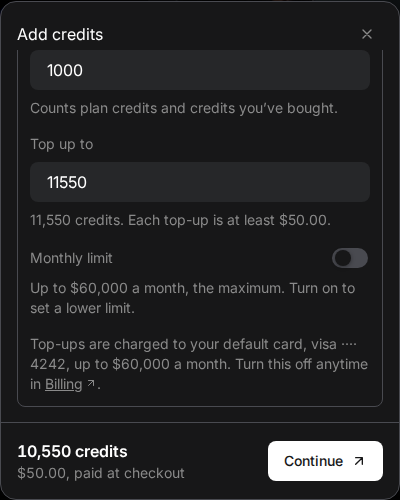 Add credits
1000
Counts plan credits and credits you’ve bought.
Top up to
11550
11,550 credits. Each top-up is at least $50.00.
Monthly limit
Up to $60,000 a month, the maximum. Turn on to
set a lower limit.
Top-ups are charged to your default card, visa ····
4242, up to $60,000 a month. Turn this off anytime
in Billing ↗.
10,550 credits
$50.00, paid at checkout
Continue ↗